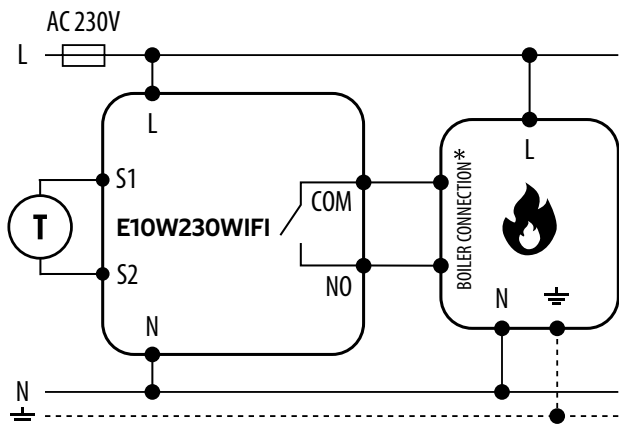 AC 230V
L
L
L
S1
COM
BOILER CONNECTION*
T
E10W230WIFI
S2
NO
N
N
N